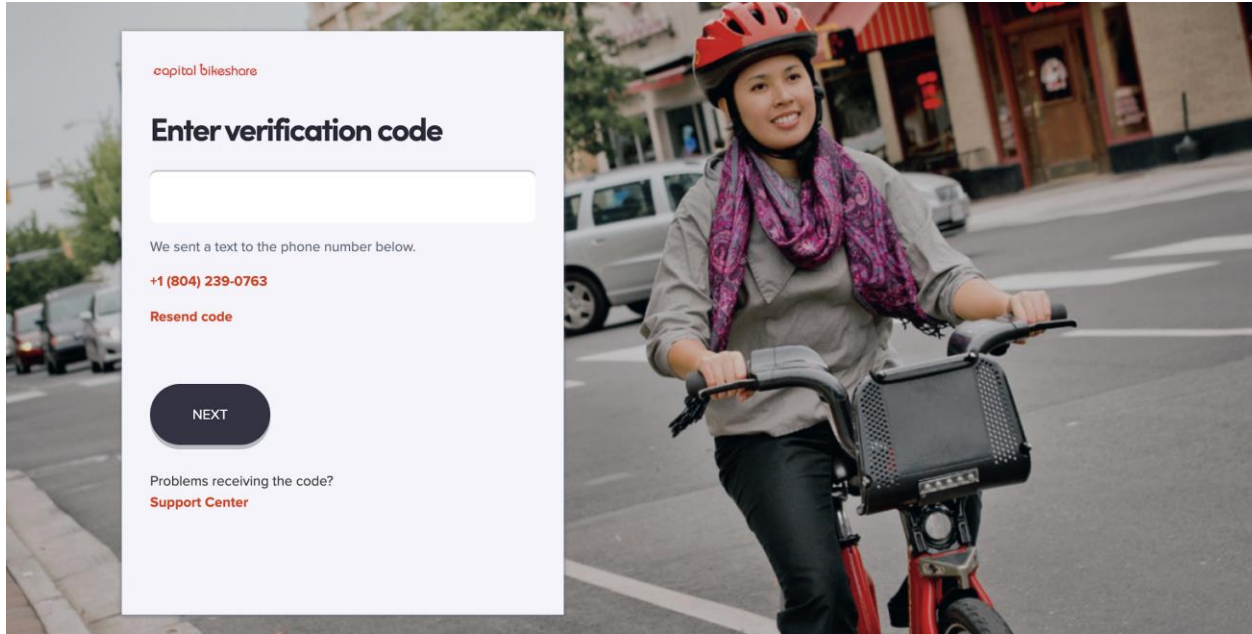 capital bikeshare
Enter verification code
We sent a text to the phone number below.
+1 (804) 239-0763
Resend code
NEXT
Problems receiving the code?
Support Center